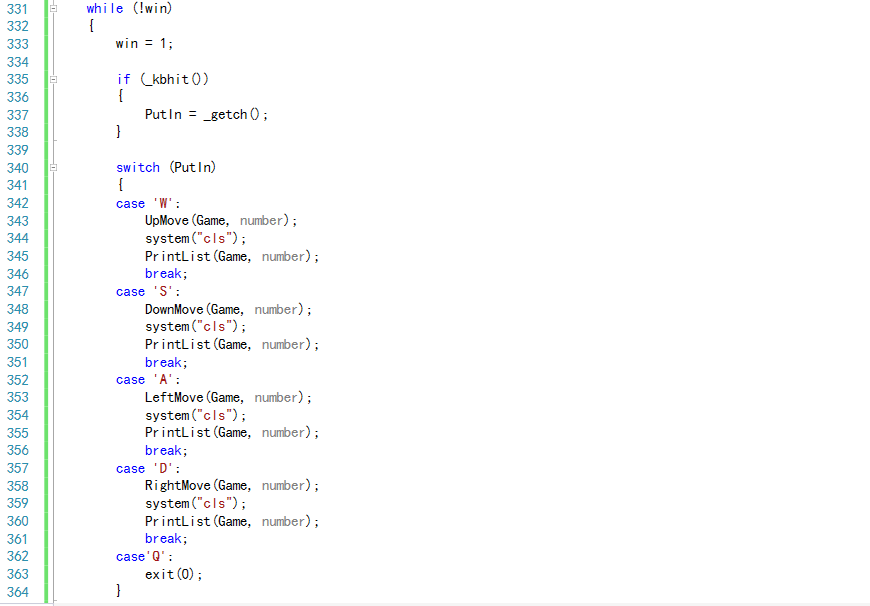 331 while (!win)
332 {
333 win = 1;
334
335 if (_kbhit())
336 {
337 PutIn = _getch();
338 }
339
340 switch (PutIn)
341 {
342 case 'W':
343 UpMove(Game, number);
344 system("cls");
345 PrintList(Game, number);
346 break;
347 case 'S':
348 DownMove(Game, number);
349 system("cls");
350 PrintList(Game, number);
351 break;
352 case 'A':
353 LeftMove(Game, number);
354 system("cls");
355 PrintList(Game, number);
356 break;
357 case 'D':
358 RightMove(Game, number);
359 system("cls");
360 PrintList(Game, number);
361 break;
362 case'Q':
363 exit(0);
364 }